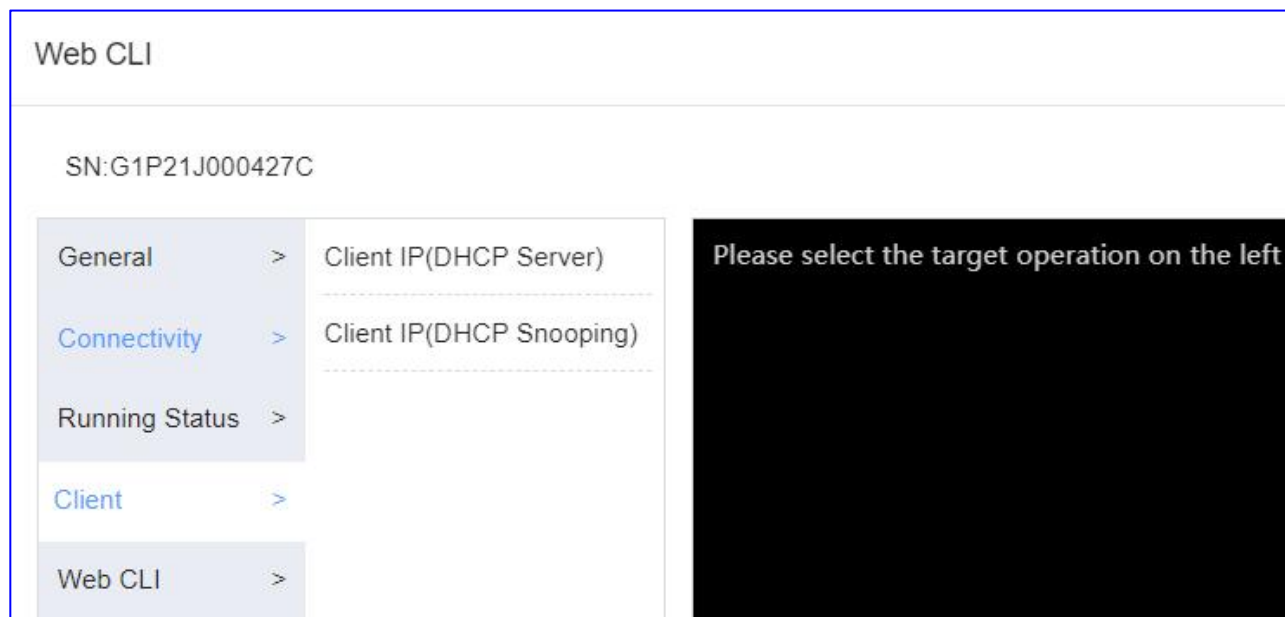 Web CLI
SN:G1P21J000427C
General >
Connectivity >
Running Status >
Client >
Web CLI >
Client IP(DHCP Server)
Client IP(DHCP Snooping)
Please select the target operation on the left